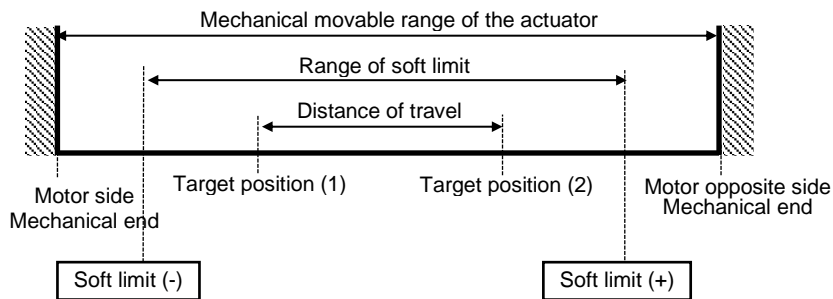 Mechanical movable range of the actuator
Range of soft limit
Distance of travel
Motor side
Mechanical end
Target position (1)
Target position (2)
Motor opposite side
Mechanical end
Soft limit (-)
Soft limit (+)